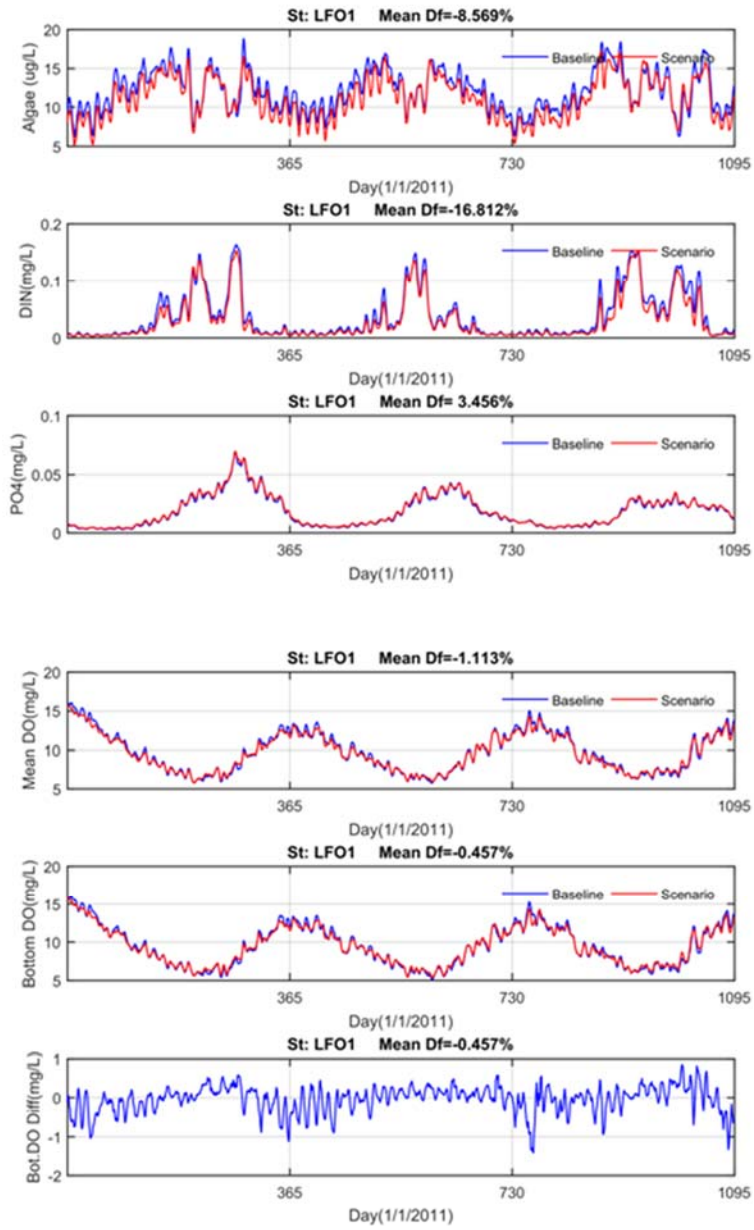 St: LFO1 Mean Df=-8.569%
20
15
10
5
Algae (ug/L)
Baseline Scenario
365 730 1095
Day(1/1/2011)
St: LFO1 Mean Df=-16.812%
0.2
0.1
0
DIN(mg/L)
Baseline Scenario
365 730 1095
Day(1/1/2011)
St: LFO1 Mean Df= 3.456%
0.1
0.05
0
PO4(mg/L)
Baseline Scenario
365 730 1095
Day(1/1/2011)
St: LFO1 Mean Df=-1.113%
20
15
10
5
Mean DO(mg/L)
Baseline Scenario
365 730 1095
Day(1/1/2011)
St: LFO1 Mean Df=-0.457%
20
15
10
5
Bottom DO(mg/L)
Baseline Scenario
365 730 1095
Day(1/1/2011)
St: LFO1 Mean Df=-0.457%
1
0
-1
-2
Bot.DO Diff(mg/L)
365 730 1095
Day(1/1/2011)